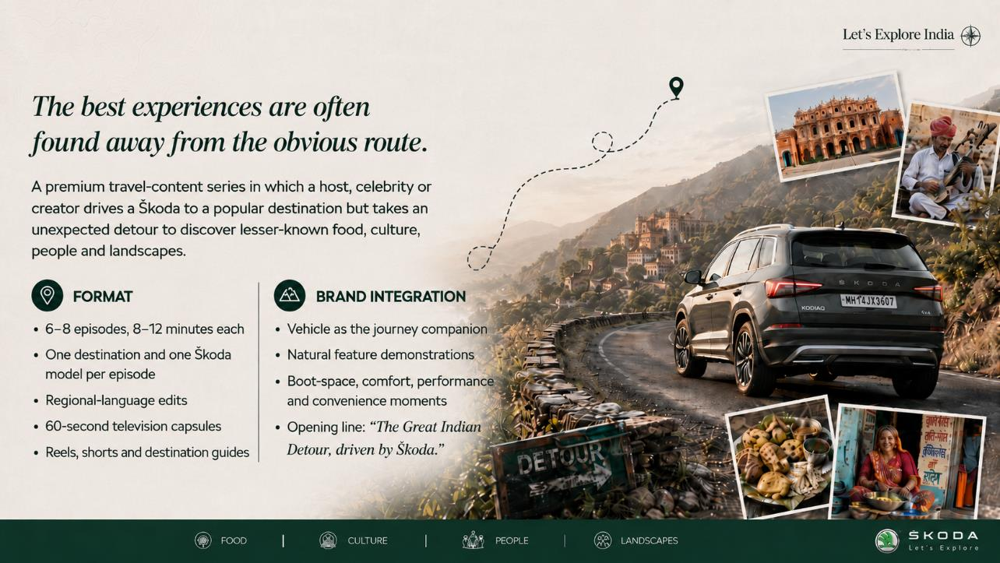 Let's Explore India
The best experiences are often
found away from the obvious route.
A premium travel-content series in which a host, celebrity or
creator drives a Škoda to a popular destination but takes an
unexpected detour to discover lesser-known food, culture,
people and landscapes.
FORMAT
• 6–8 episodes, 8–12 minutes each
• One destination and one Škoda
model per episode
• Regional-language edits
• 60-second television capsules
• Reels, shorts and destination guides
BRAND INTEGRATION
• Vehicle as the journey companion
• Natural feature demonstrations
• Boot-space, comfort, performance
and convenience moments
• Opening line: “The Great Indian
Detour, driven by Škoda.”
ŠKODA
MH14JX3607
KODIAQ
4x4
DETOUR
FOOD
CULTURE
PEOPLE
LANDSCAPES
ŠKODA
Let's Explore